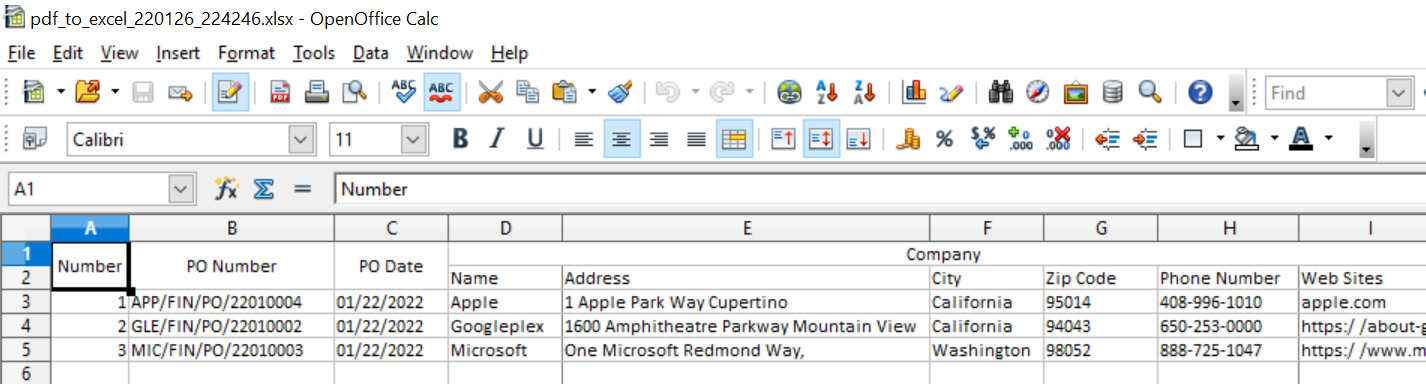 pdf_to_excel_220126_224246.xlsx - OpenOffice Calc
File Edit View Insert Format Tools Data Window Help
Find
Calibri 11 B I U
A1 Number
A B C D E F G H I
1 Number PO Number PO Date Company
2 Name Address City Zip Code Phone Number Web Sites
3 1 APP/FIN/PO/22010004 01/22/2022 Apple 1 Apple Park Way Cupertino California 95014 408-996-1010 apple.com
4 2 GLE/FIN/PO/22010002 01/22/2022 Googleplex 1600 Amphitheatre Parkway Mountain View California 94043 650-253-0000 https:/ /about-g
5 3 MIC/FIN/PO/22010003 01/22/2022 Microsoft One Microsoft Redmond Way, Washington 98052 888-725-1047 https:/ /www.m
6